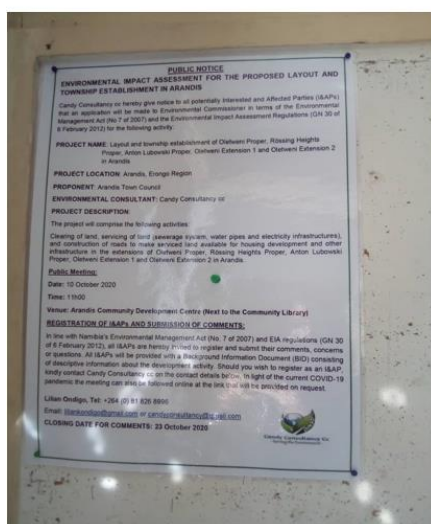 PUBLIC NOTICE
ENVIRONMENTAL IMPACT ASSESSMENT FOR THE PROPOSED LAYOUT AND
TOWNSHIP ESTABLISHMENT IN ARANDIS
Candy Consultancy cc hereby give notice to all potentially Interested and Affected Parties (I&APs)
that an application will be made to Environmental Commissioner in terms of the Environmental
Management Act (No 7 of 2007) and the Environmental Impact Assessment Regulations (GN 30 of
6 February 2012) for the following activity:
PROJECT NAME: Layout and township establishment of Oletweni Proper, Rössing Heights
Proper, Anton Lubowski Proper, Oletweni Extension 1 and Oletweni Extension 2
in Arandis
PROJECT LOCATION: Arandis, Erongo Region
PROPONENT: Arandis Town Council
ENVIRONMENTAL CONSULTANT: Candy Consultancy cc
PROJECT DESCRIPTION:
The project will comprise the following activities:
Clearing of land, servicing of land (sewerage system, water pipes and electricity infrastructures),
and construction of roads to make serviced land available for housing development and other
infrastructure in the extensions of Oletweni Proper, Rössing Heights Proper, Anton Lubowski
Proper, Oletweni Extension 1 and Oletweni Extension 2 in Arandis.
Public Meeting:
Date: 10 October 2020
Time: 11h00
Venue: Arandis Community Development Centre (Next to the Community Library)
REGISTRATION OF I&APs AND SUBMISSION OF COMMENTS:
In line with Namibia's Environmental Management Act (No. 7 of 2007) and EIA regulations (GN 30
of 6 February 2012), all I&APs are hereby invited to register and submit their comments, concerns
or questions. All I&APs will be provided with a Background Information Document (BID) consisting
of descriptive information about the development activity. Should you wish to register as an I&AP,
kindly contact Candy Consultancy cc on the contact details below. In light of the current COVID-19
pandemic the meeting can also be followed online at the link that will be provided on request.
Lilian Ondigo, Tel: +264 (0) 81 826
Email: or
CLOSING DATE FOR COMMENTS: 23 October 2020
Candy Consultancy Cc